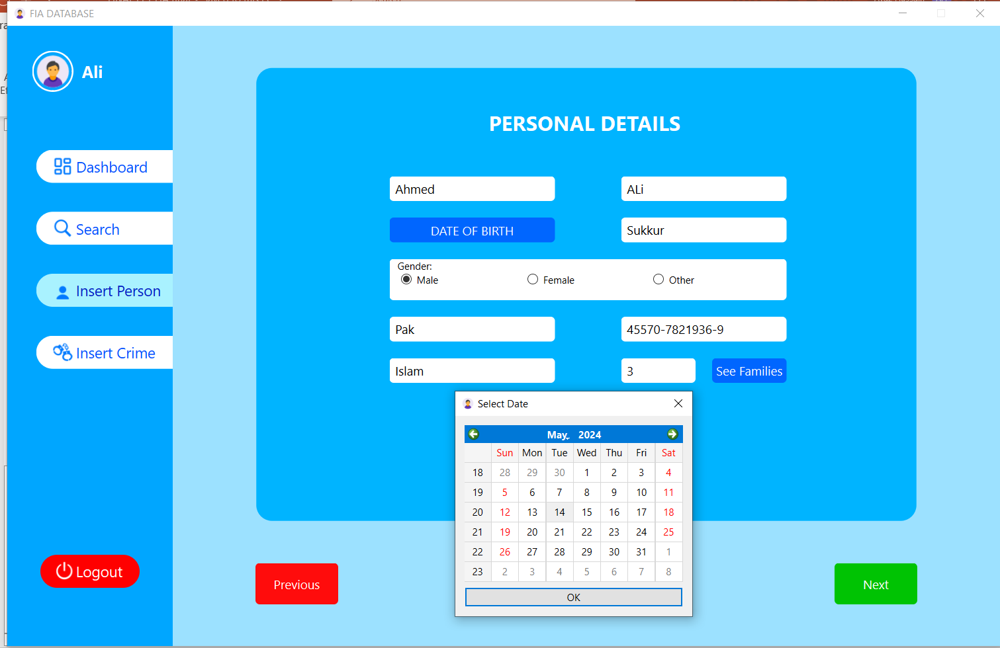 FIA DATABASE
Ali
Dashboard
Search
Insert Person
Insert Crime
Logout
PERSONAL DETAILS
Ahmed ALi
DATE OF BIRTH Sukkur
Gender:
Male Female Other
Pak 45570-7821936-9
Islam 3 See Families
Select Date
May, 2024
Sun Mon Tue Wed Thu Fri Sat
18 28 29 30 1 2 3 4
19 5 6 7 8 9 10 11
20 12 13 14 15 16 17 18
21 19 20 21 22 23 24 25
22 26 27 28 29 30 31 1
23 2 3 4 5 6 7 8
OK
Previous
Next